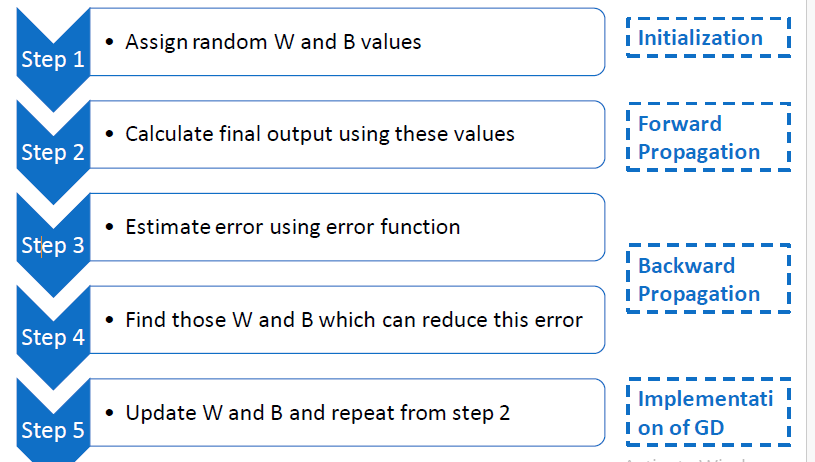 Step 1
• Assign random W and B values
Initialization
Step 2
• Calculate final output using these values
Forward
Propagation
Step 3
• Estimate error using error function
Backward
Propagation
Step 4
• Find those W and B which can reduce this error
Step 5
• Update W and B and repeat from step 2
Implementati
on of GD